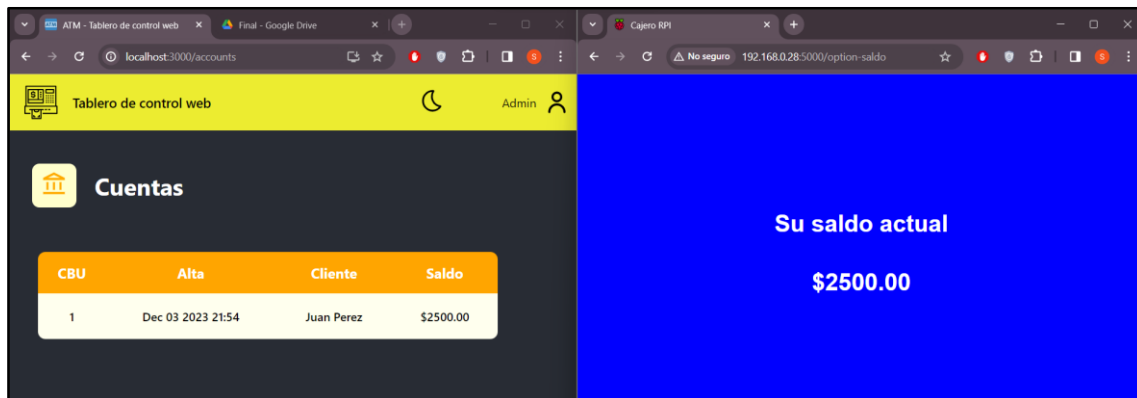 ATM - Tablero de control web
Final - Google Drive
localhost:3000/accounts
S
Tablero de control web
Admin
Cuentas
CBU Alta Cliente Saldo
1 Dec 03 2023 21:54 Juan Perez $2500.00
Cajero RPI
No seguro 192.168.0.28:5000/option-saldo
S
Su saldo actual
$2500.00